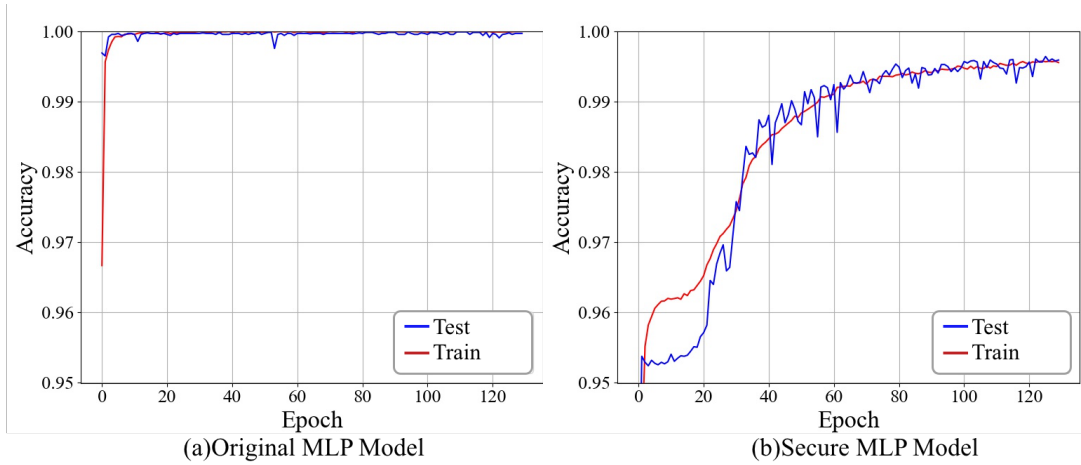 1.00
0.99
0.98
0.97
0.96
0.95
Accuracy
0 20 40 60 80 100 120
Epoch
Test
Train
(a)Original MLP Model
1.00
0.99
0.98
0.97
0.96
0.95
Accuracy
0 20 40 60 80 100 120
Epoch
Test
Train
(b)Secure MLP Model